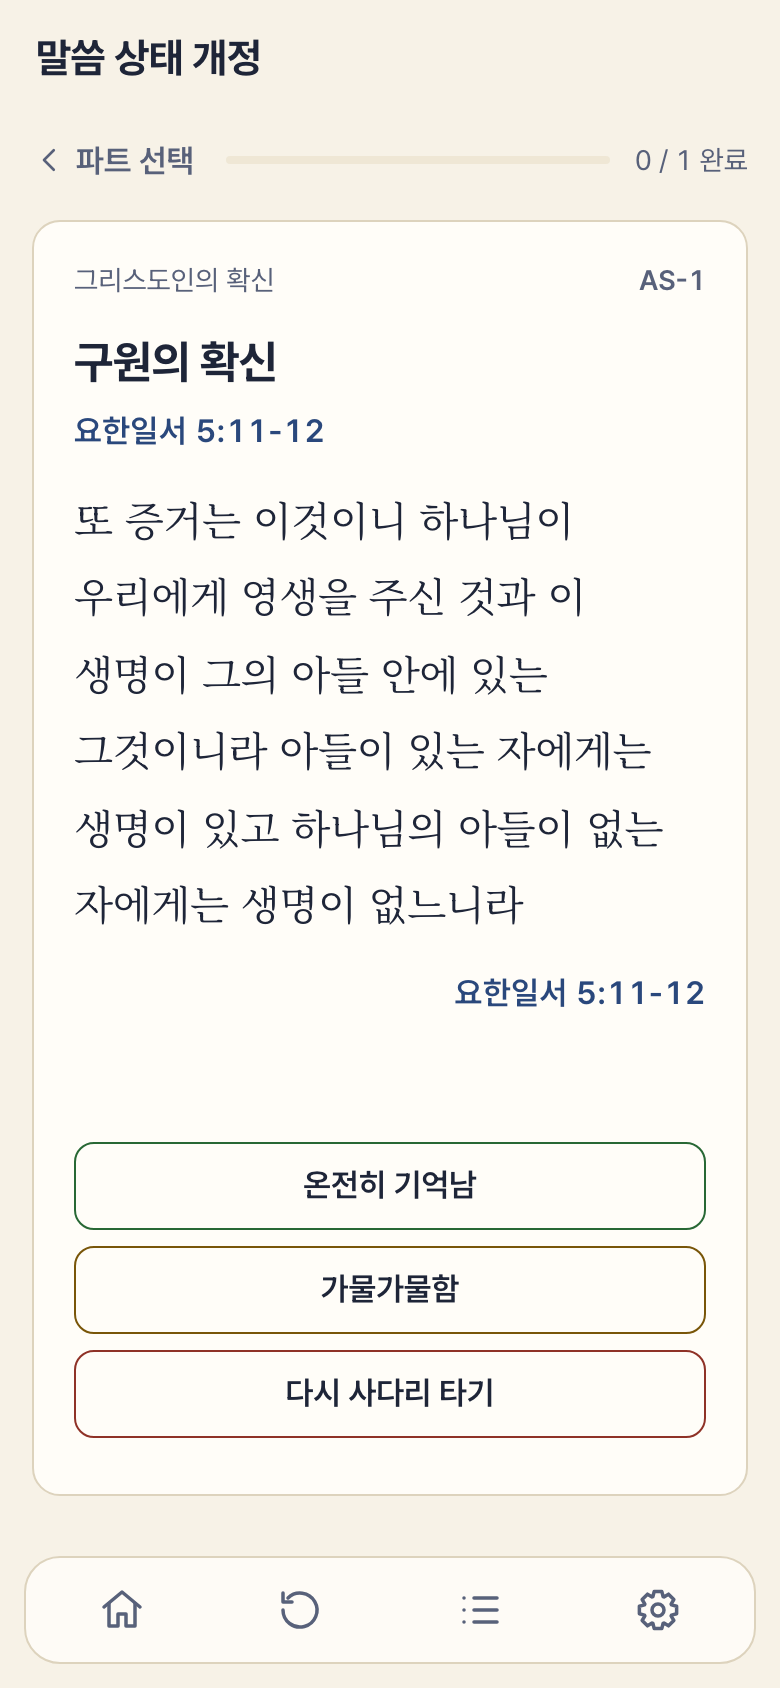 말씀 상태 개정
파트 선택
0 / 1 완료
그리스도인의 확신
AS-1
구원의 확신
요한일서 5:11-12
또 증거는 이것이니 하나님이
우리에게 영생을 주신 것과 이
생명이 그의 아들 안에 있는
그것이니라 아들이 있는 자에게는
생명이 있고 하나님의 아들이 없는
자에게는 생명이 없느니라
요한일서 5:11-12
온전히 기억남
가물가물함
다시 사다리 타기